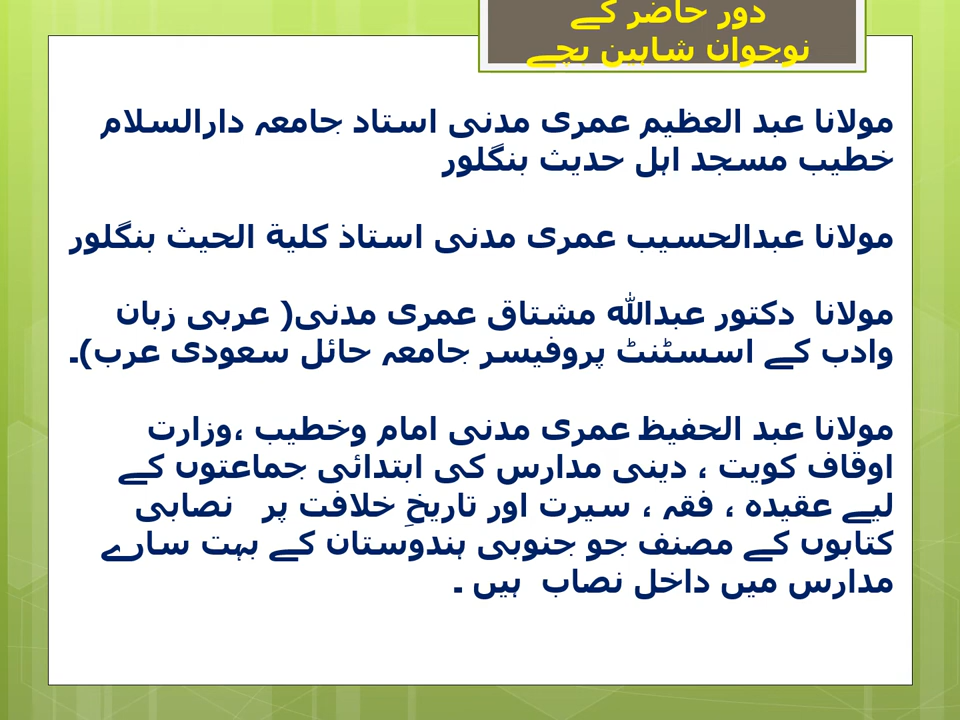 دور حاضر کے
نوجوان شاہین بچے
مولانا عبد العظیم عمری مدنی استاد جامعہ دارالسلام
خطیب مسجد اہل حدیث بنگلور
مولانا عبدالحسیب عمری مدنی استاذ کلیة الحیث بنگلور
مولانا دکتور عبداللہ مشتاق عمری مدنی( عربی زبان
وادب کے اسسٹنٹ پروفیسر جامعہ حائل سعودی عرب)۔
مولانا عبد الحفیظ عمری مدنی امام وخطیب ،وزارت
اوقاف کویت ، دینی مدارس کی ابتدائی جماعتوں کے
لیے عقیدہ ، فقہ ، سیرت اور تاریخِ خلافت پر نصابی
کتابوں کے مصنف جو جنوبی ہندوستان کے بہت سارے
مدارس میں داخل نصاب ہیں ۔